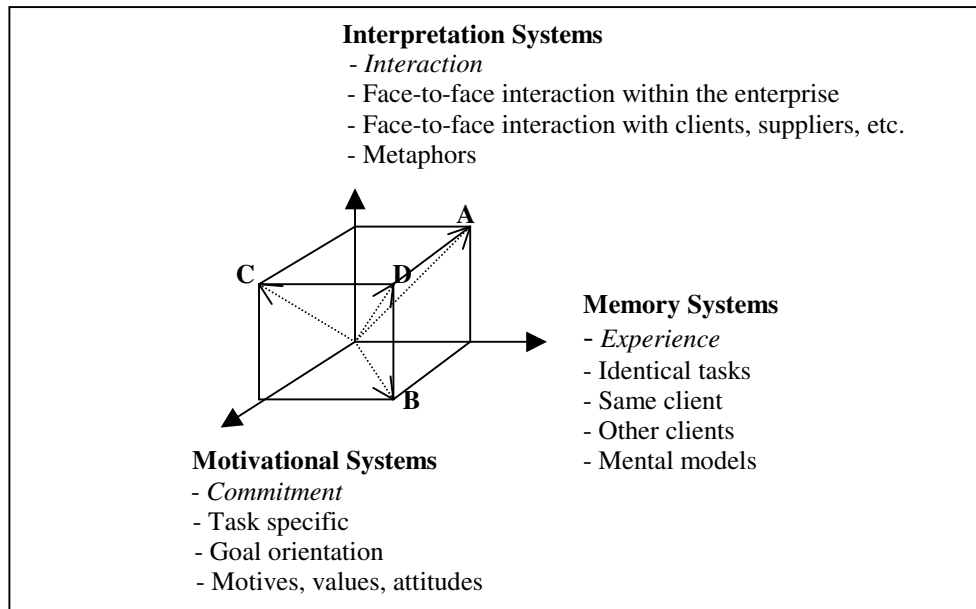 Interpretation Systems
- Interaction
- Face-to-face interaction within the enterprise
- Face-to-face interaction with clients, suppliers, etc.
- Metaphors
A
C
D
B
Memory Systems
- Experience
- Identical tasks
- Same client
- Other clients
- Mental models
Motivational Systems
- Commitment
- Task specific
- Goal orientation
- Motives, values, attitudes